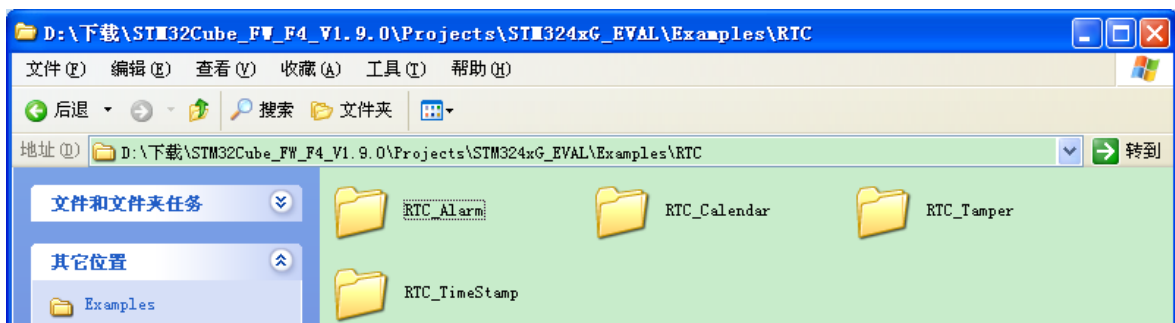 D:\下载\STM32Cube_FW_F4_V1.9.0\Projects\STM324xG_EVAL\Examples\RTC
文件(F) 编辑(E) 查看(V) 收藏(A) 工具(T) 帮助(H)
后退 搜索 文件夹
地址(D) D:\下载\STM32Cube_FW_F4_V1.9.0\Projects\STM324xG_EVAL\Examples\RTC 转到
文件和文件夹任务 RTC_Alarm RTC_Calendar RTC_Tamper
其它位置
Examples RTC_TimeStamp